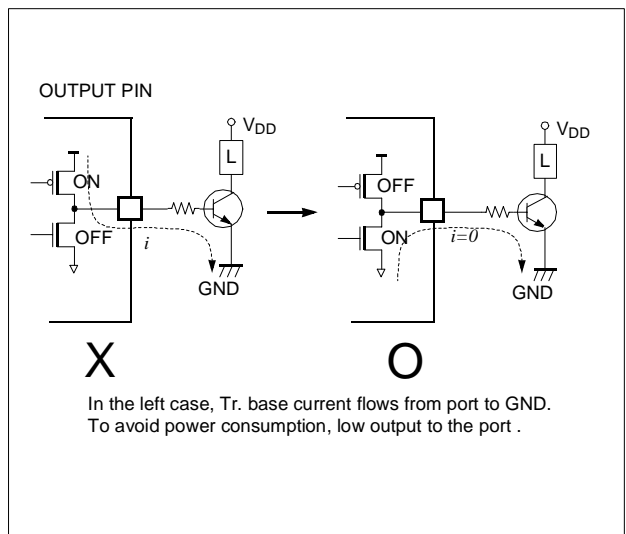 OUTPUT PIN
VDD
L
ON
OFF
i
GND
X
VDD
L
OFF
ON
i=0
GND
O
In the left case, Tr. base current flows from port to GND.
To avoid power consumption, low output to the port .